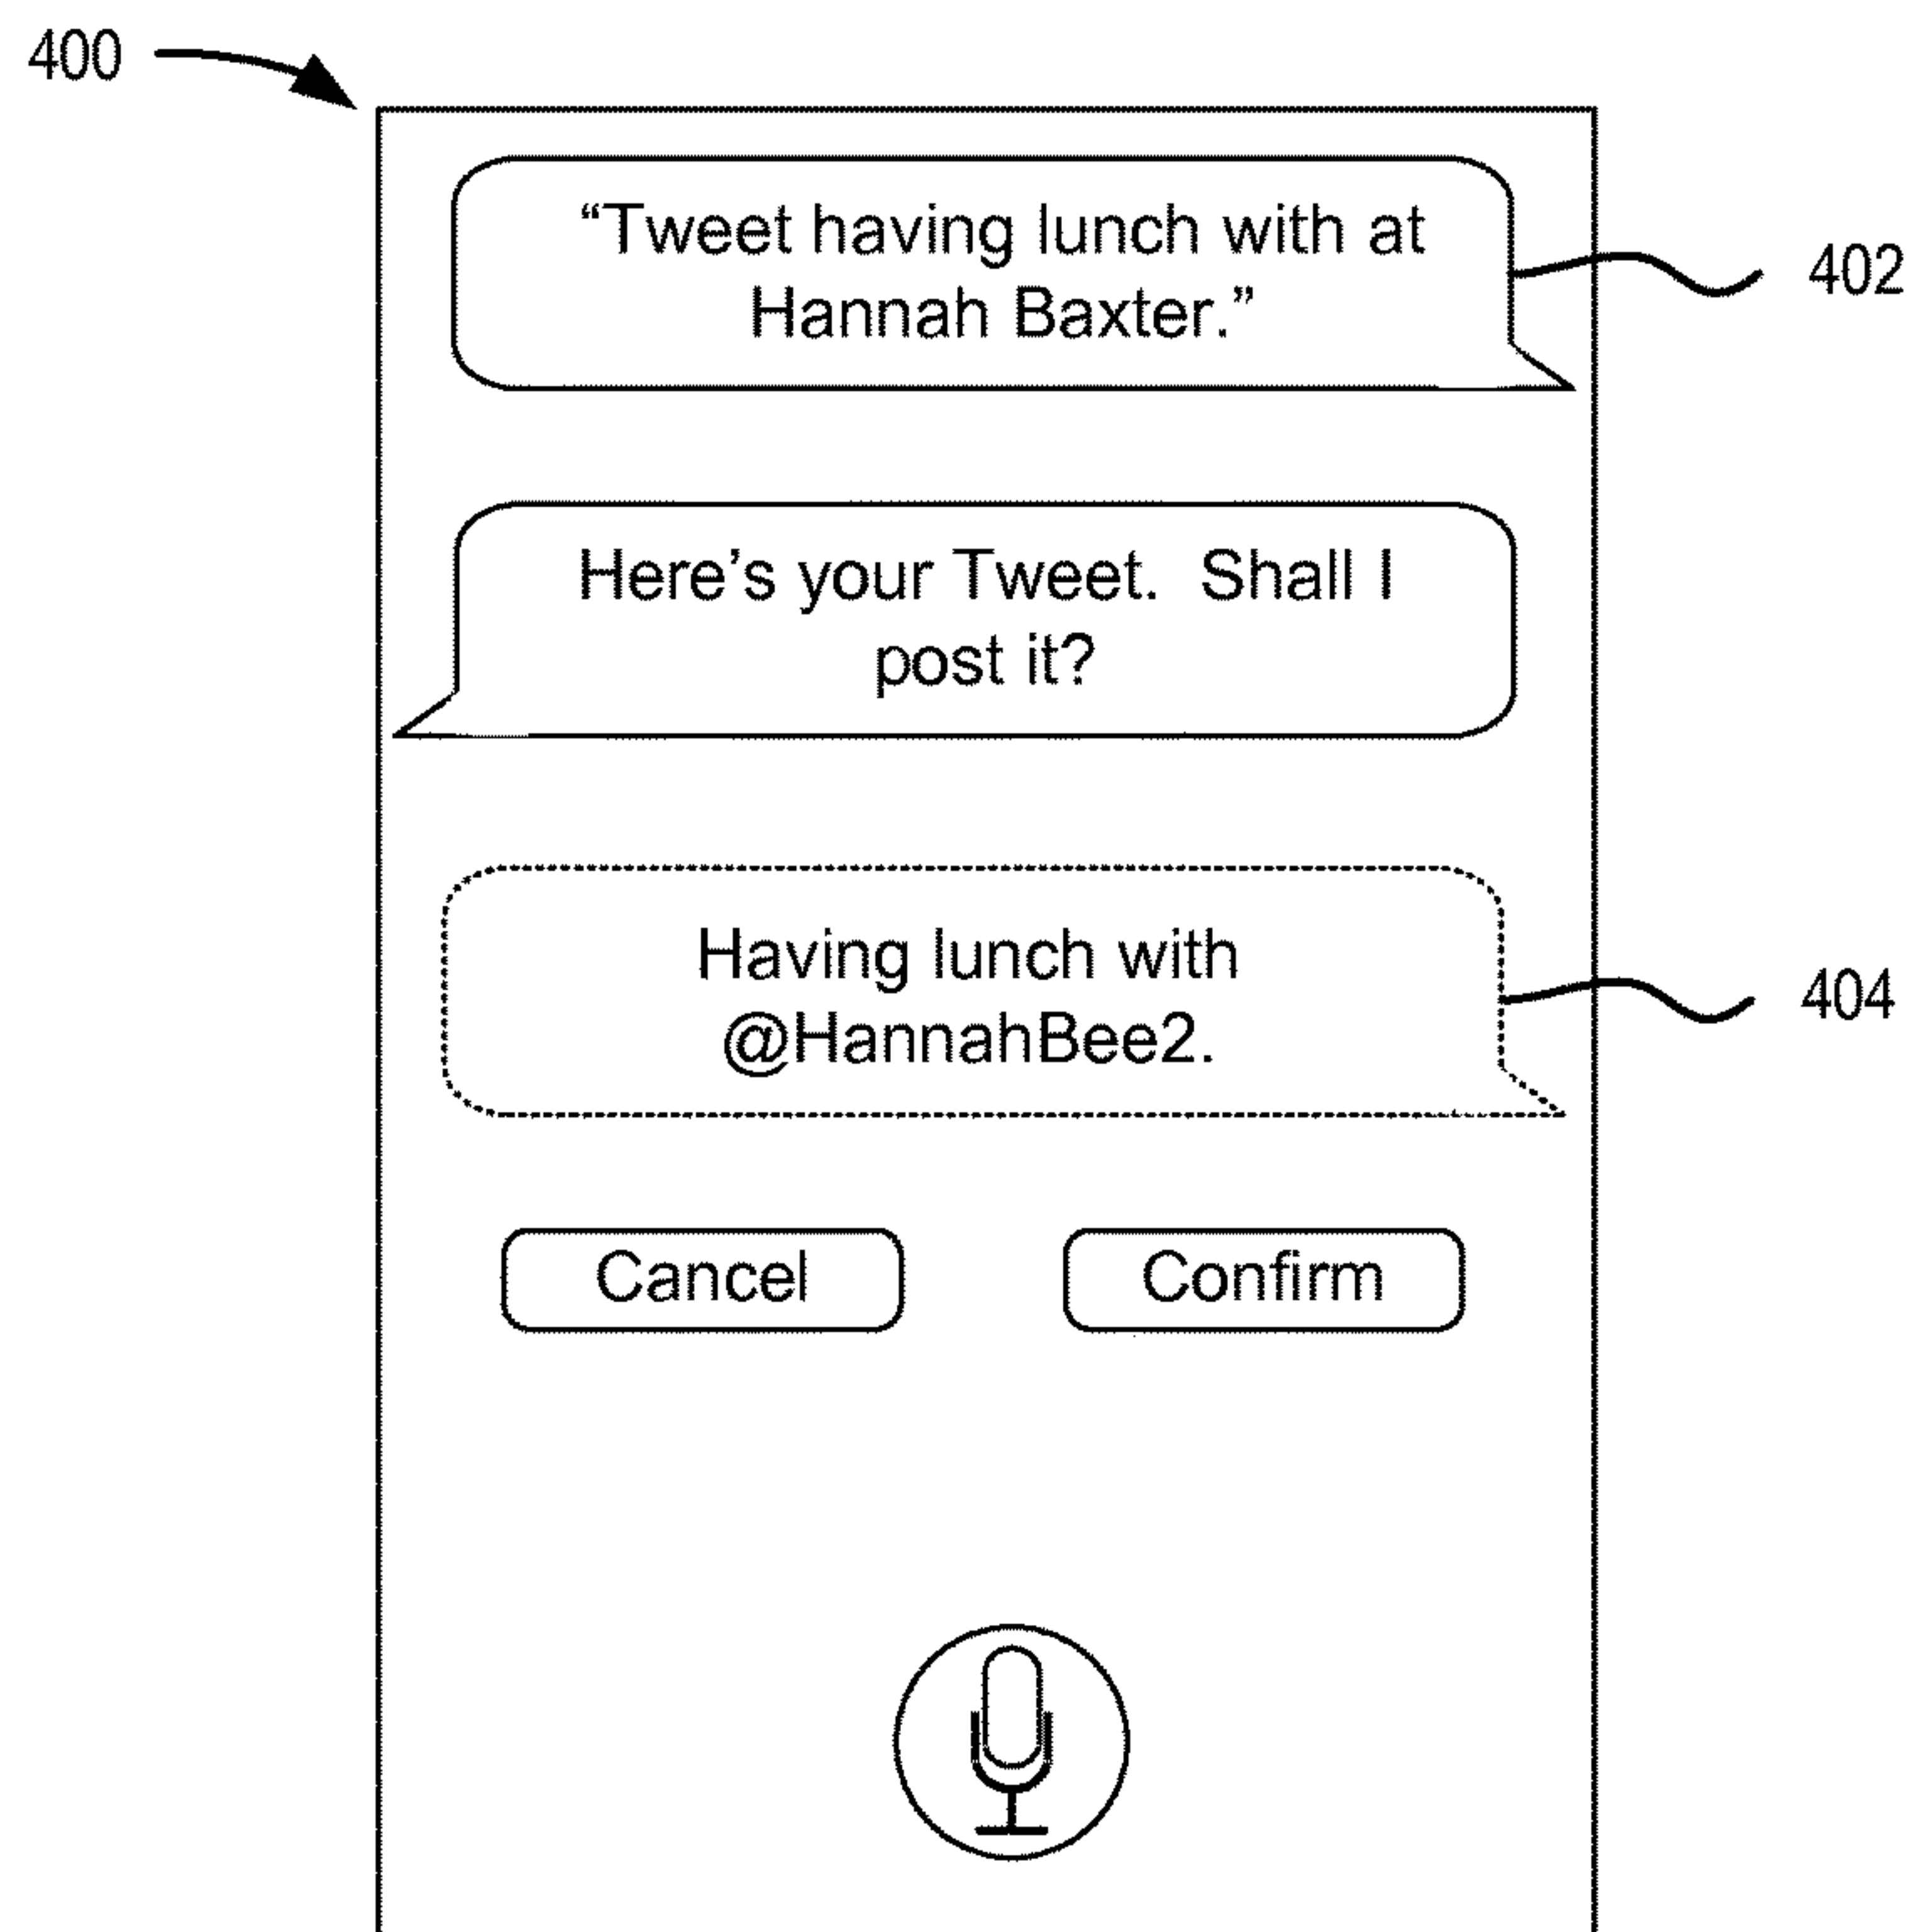 400
“Tweet having lunch with at
Hannah Baxter.”
402
Here’s your Tweet.  Shall I
post it?
Having lunch with
@HannahBee2.
404
Cancel
Confirm